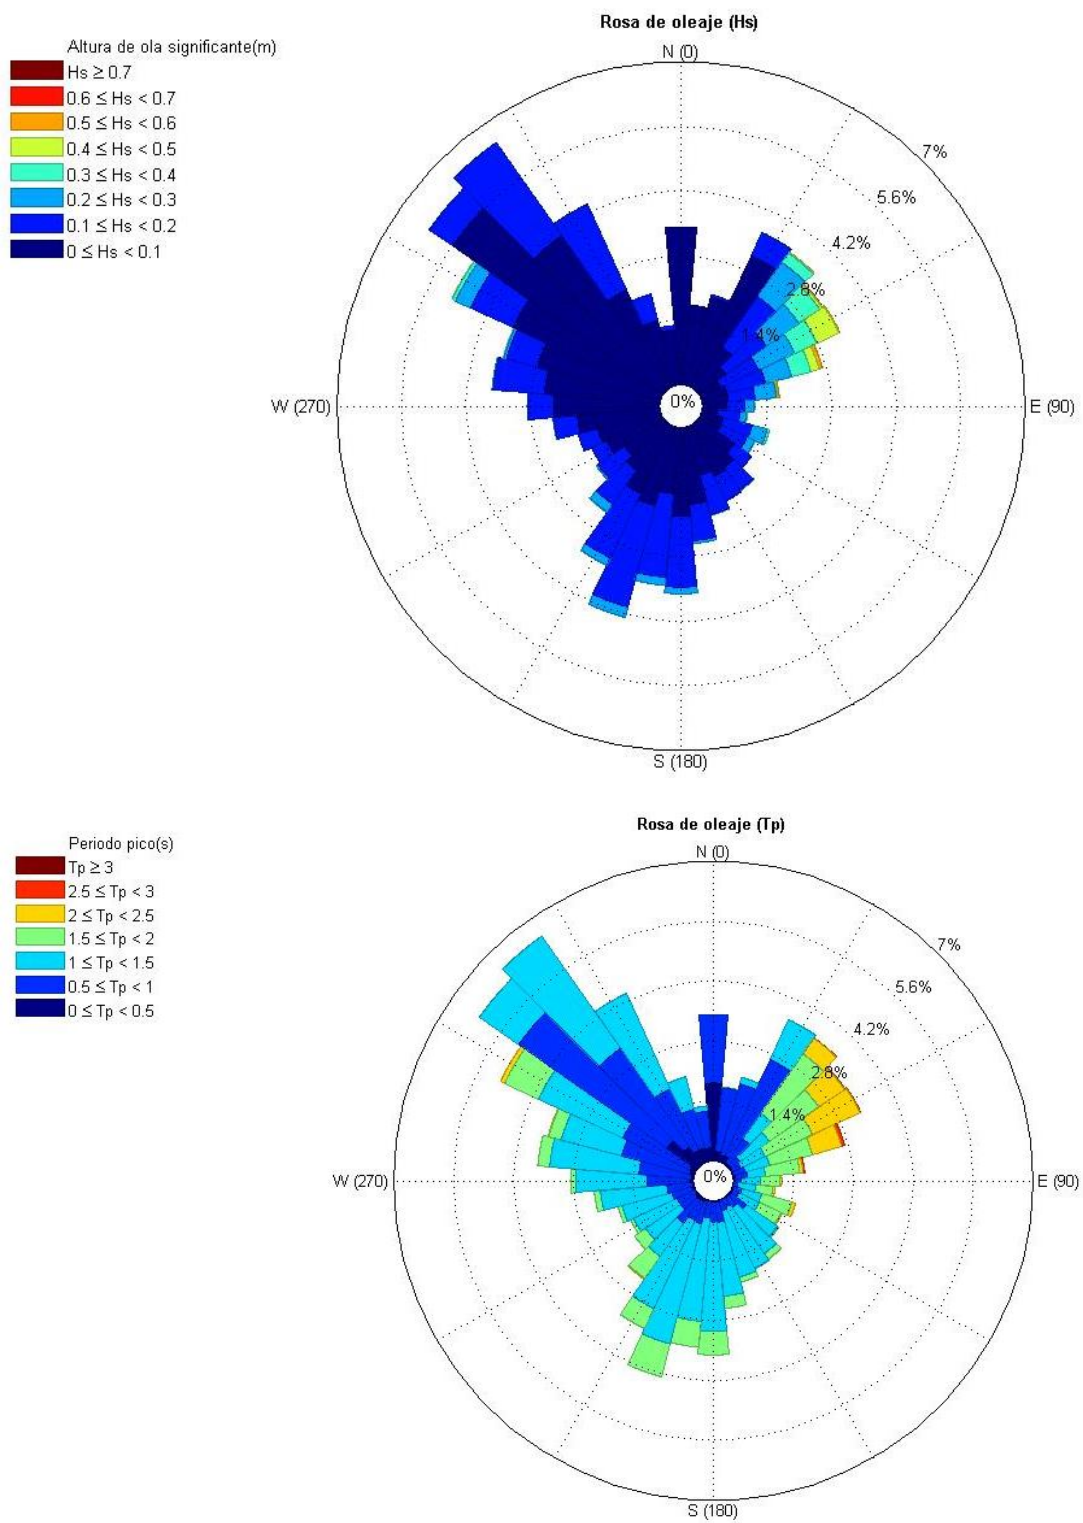 Rosa de oleaje (Hs)
Altura de ola significante(m)
Hs ≥ 0.7
0.6 ≤ Hs < 0.7
0.5 ≤ Hs < 0.6
0.4 ≤ Hs < 0.5
0.3 ≤ Hs < 0.4
0.2 ≤ Hs < 0.3
0.1 ≤ Hs < 0.2
0 ≤ Hs < 0.1
N (0)
7%
5.6%
4.2%
2.8%
1.4%
0%
W (270)
E (90)
S (180)
Rosa de oleaje (Tp)
Periodo pico(s)
Tp ≥ 3
2.5 ≤ Tp < 3
2 ≤ Tp < 2.5
1.5 ≤ Tp < 2
1 ≤ Tp < 1.5
0.5 ≤ Tp < 1
0 ≤ Tp < 0.5
N (0)
7%
5.6%
4.2%
2.8%
1.4%
0%
W (270)
E (90)
S (180)